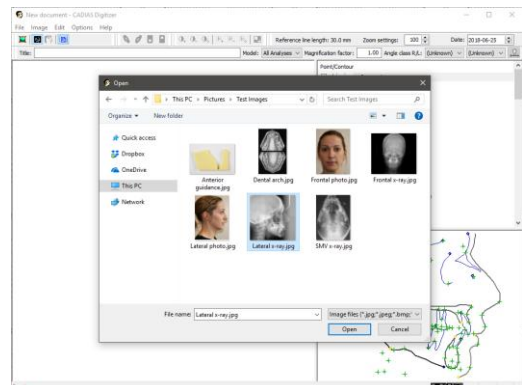 New document - CADIAS Digitizer
File Image Edit Options Help
Reference line length: 30.0 mm Zoom settings: 100 Date: 2018-06-25
Title: Model: All Analyses Magnification factor: 1.00 Angle class R/L: (Unknown) (Unknown)
Point/Contour
Open
This PC › Pictures › Test Images Search Test Images
Organize New folder
Quick access
Dropbox
OneDrive
This PC
Network
Anterior guidance.jpg
Dental arch.jpg
Frontal photo.jpg
Frontal x-ray.jpg
Lateral photo.jpg
Lateral x-ray.jpg
SMV x-ray.jpg
File name: Lateral x-ray.jpg Image files (*.jpg;*.jpeg;*.bmp;*
Open Cancel